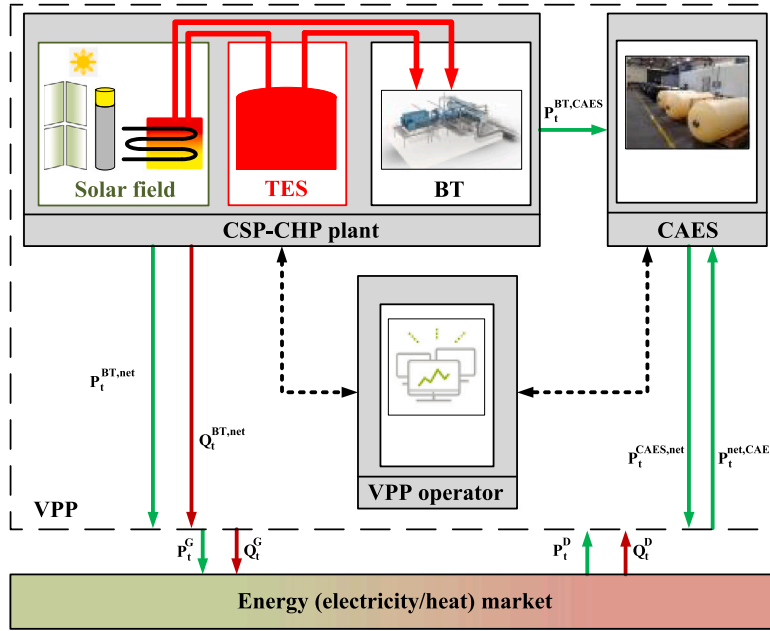 Solar field
TES
BT
CSP-CHP plant
P_t^{BT,CAES}
CAES
P_t^{BT,net}
Q_t^{BT,net}
P_t^{CAES,net}
P_t^{net,CAE
VPP operator
VPP
P_t^G
Q_t^G
P_t^D
Q_t^D
Energy (electricity/heat) market